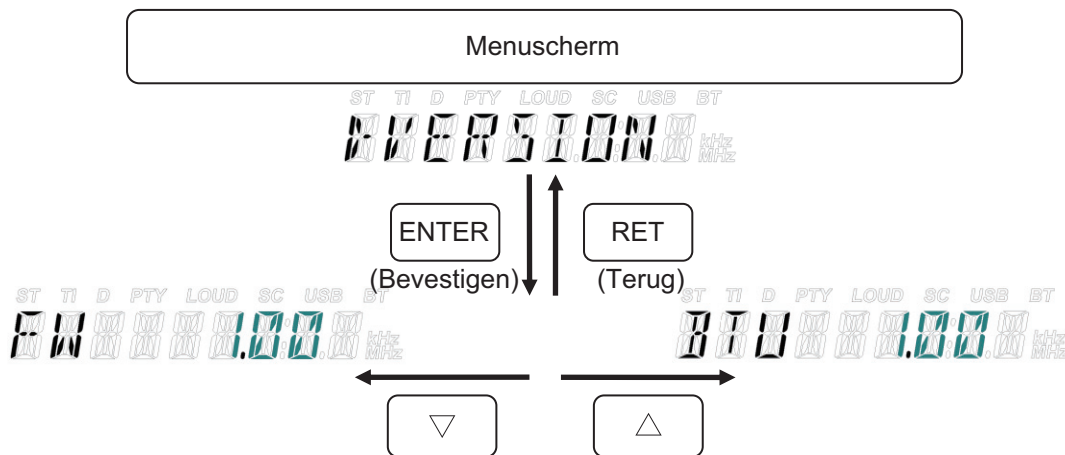 Menuscherm
ST TI D PTY LOUD SC USB BT
VERSION
kHz
MHz
ENTER RET
(Bevestigen) (Terug)
ST TI D PTY LOUD SC USB BT ST TI D PTY LOUD SC USB BT
FW 1.00 kHz BTU 1.00 kHz
MHz MHz
▽ △